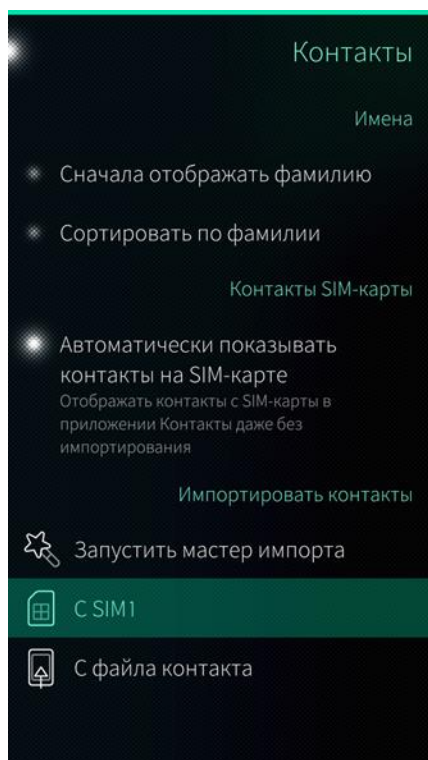 Контакты
Имена
Сначала отображать фамилию
Сортировать по фамилии
Контакты SIM-карты
Автоматически показывать
контакты на SIM-карте
Отображать контакты с SIM-карты в
приложении Контакты даже без
импортирования
Импортировать контакты
Запустить мастер импорта
С SIM1
С файла контакта